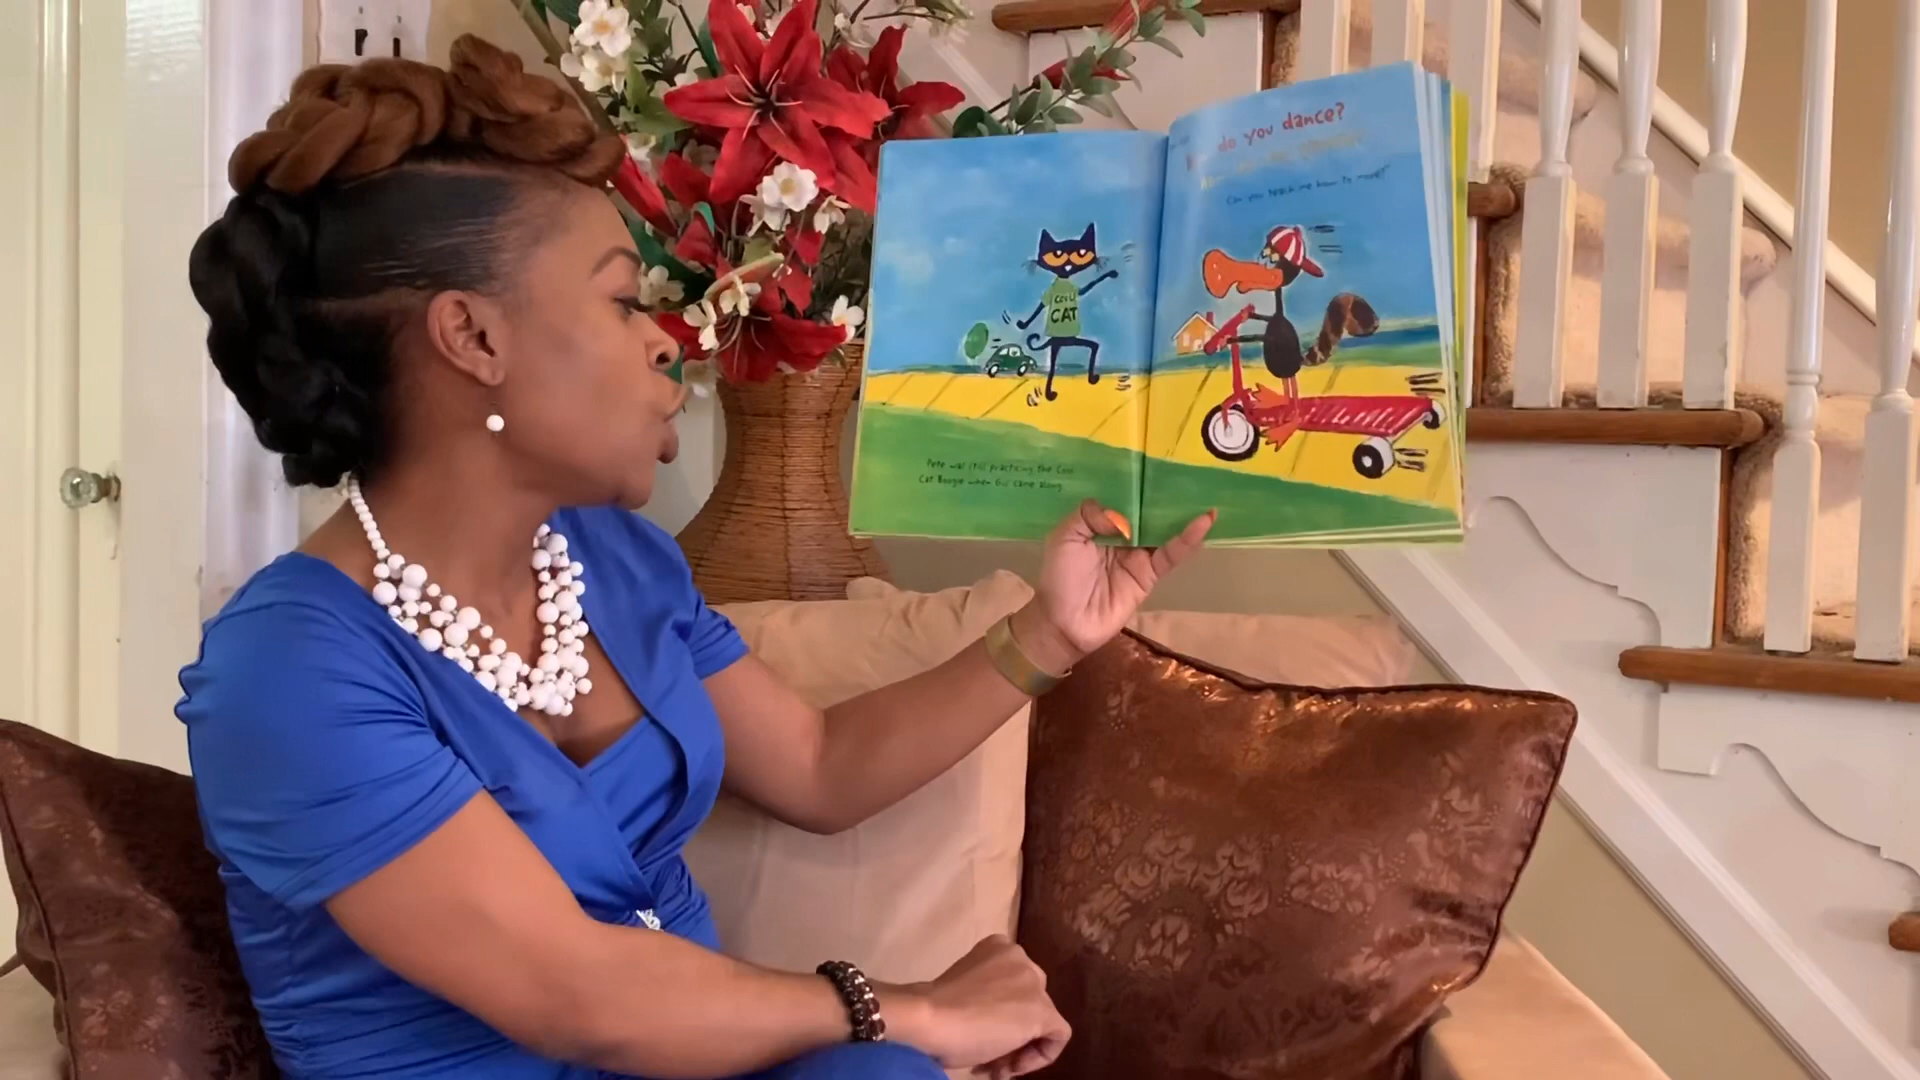 COOL
CAT
Pete was still practicing the Cool
Cat Boogie when Gus came along.
do you dance?
Can you teach me how to move?"